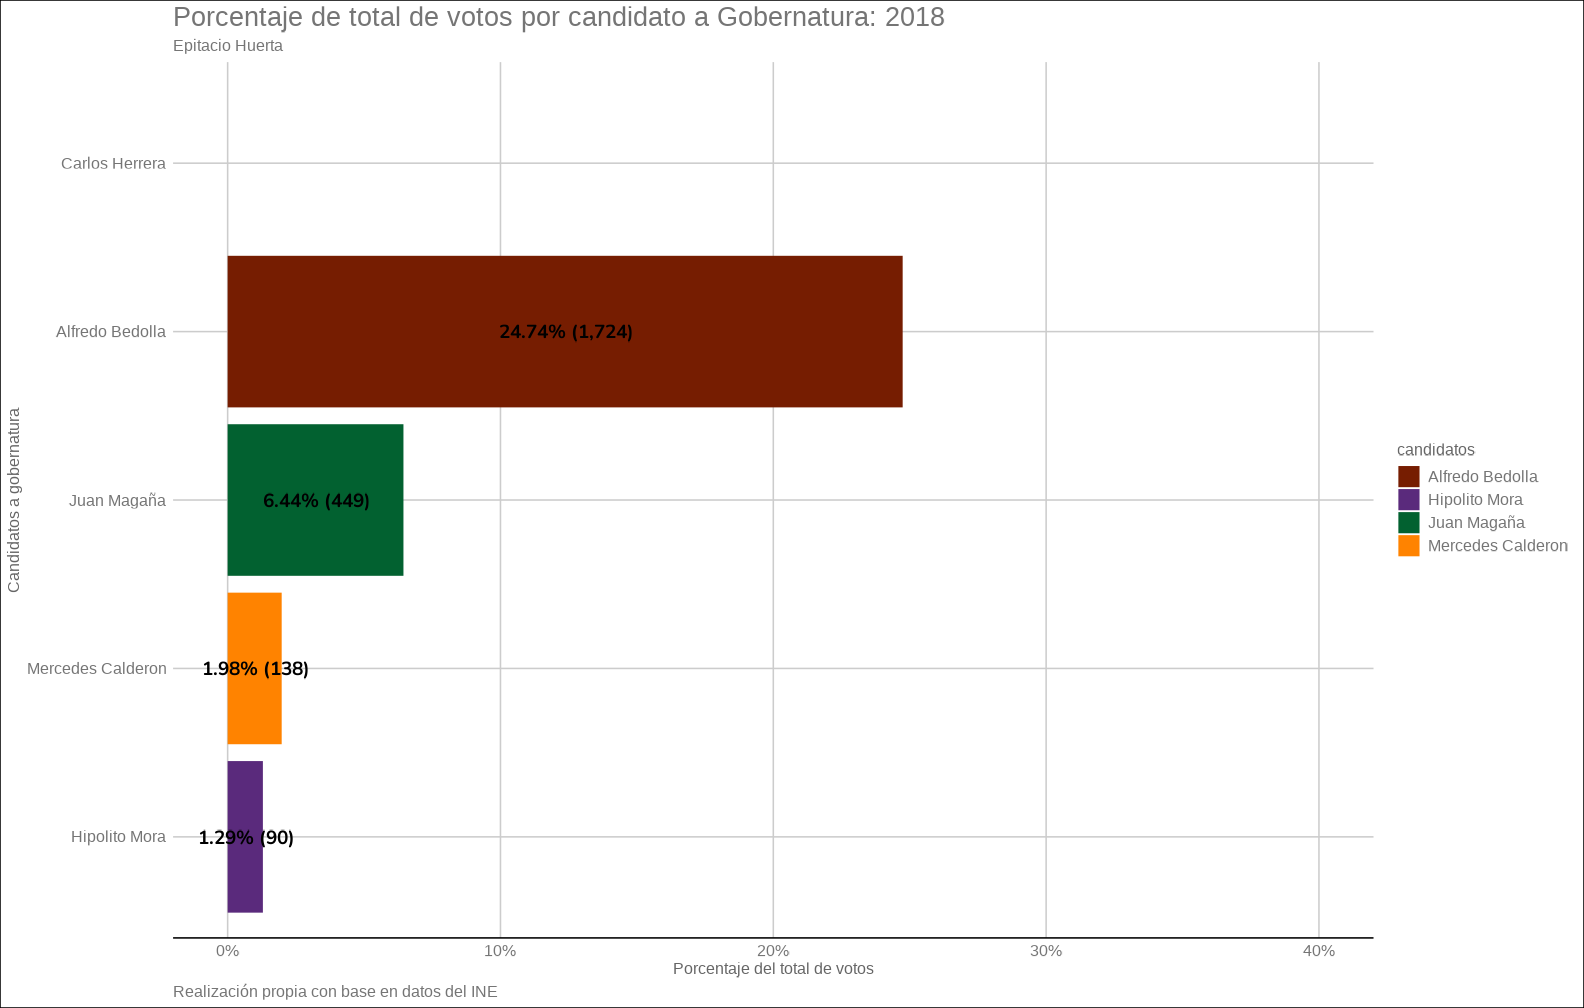 Porcentaje de total de votos por candidato a Gobernatura: 2018
Epitacio Huerta
Candidatos a gobernatura
Carlos Herrera
Alfredo Bedolla
24.74% (1,724)
Juan Magaña
6.44% (449)
Mercedes Calderon
1.98% (138)
Hipolito Mora
1.29% (90)
0% 10% 20% 30% 40%
Porcentaje del total de votos
Realización propia con base en datos del INE
candidatos
Alfredo Bedolla
Hipolito Mora
Juan Magaña
Mercedes Calderon